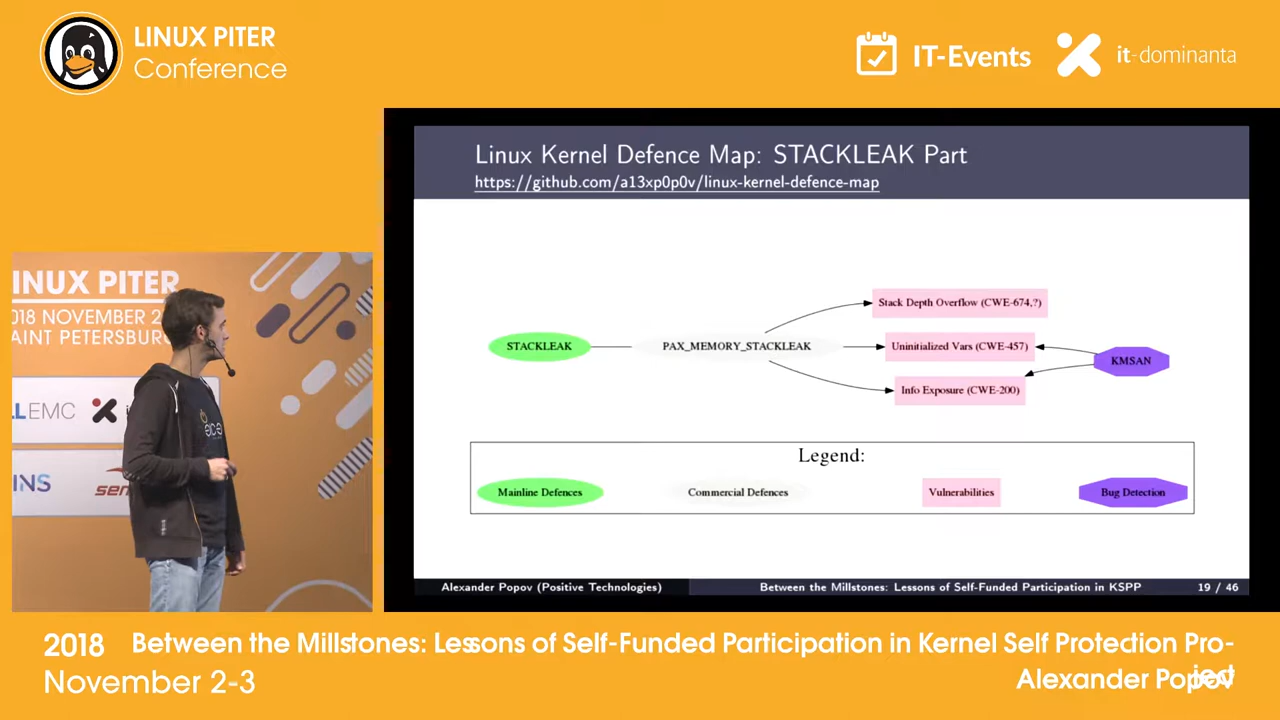 LINUX PITER
Conference
IT-Events
it-dominanta
Linux Kernel Defence Map: STACKLEAK Part
https://github.com/a13xp0p0v/linux-kernel-defence-map
STACKLEAK
PAX_MEMORY_STACKLEAK
Stack Depth Overflow (CWE-674,?)
Uninitialized Vars (CWE-457)
Info Exposure (CWE-200)
KMSAN
Legend:
Mainline Defences
Commercial Defences
Vulnerabilities
Bug Detection
Alexander Popov (Positive Technologies)
Between the Millstones: Lessons of Self-Funded Participation in KSPP
19 / 46
INUX PITER
018 NOVEMBER 2
AINT PETERSBUR
LLEMC
INS
sem
2018
November 2-3
Between the Millstones: Lessons of Self-Funded Participation in Kernel Self Protection Pro-
ject
Alexander Popov